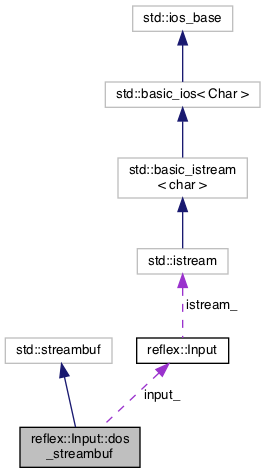 std::ios_base
std::basic_ios< Char >
std::basic_istream
< char >
std::istream
istream_
std::streambuf
reflex::Input
input_
reflex::Input::dos
_streambuf